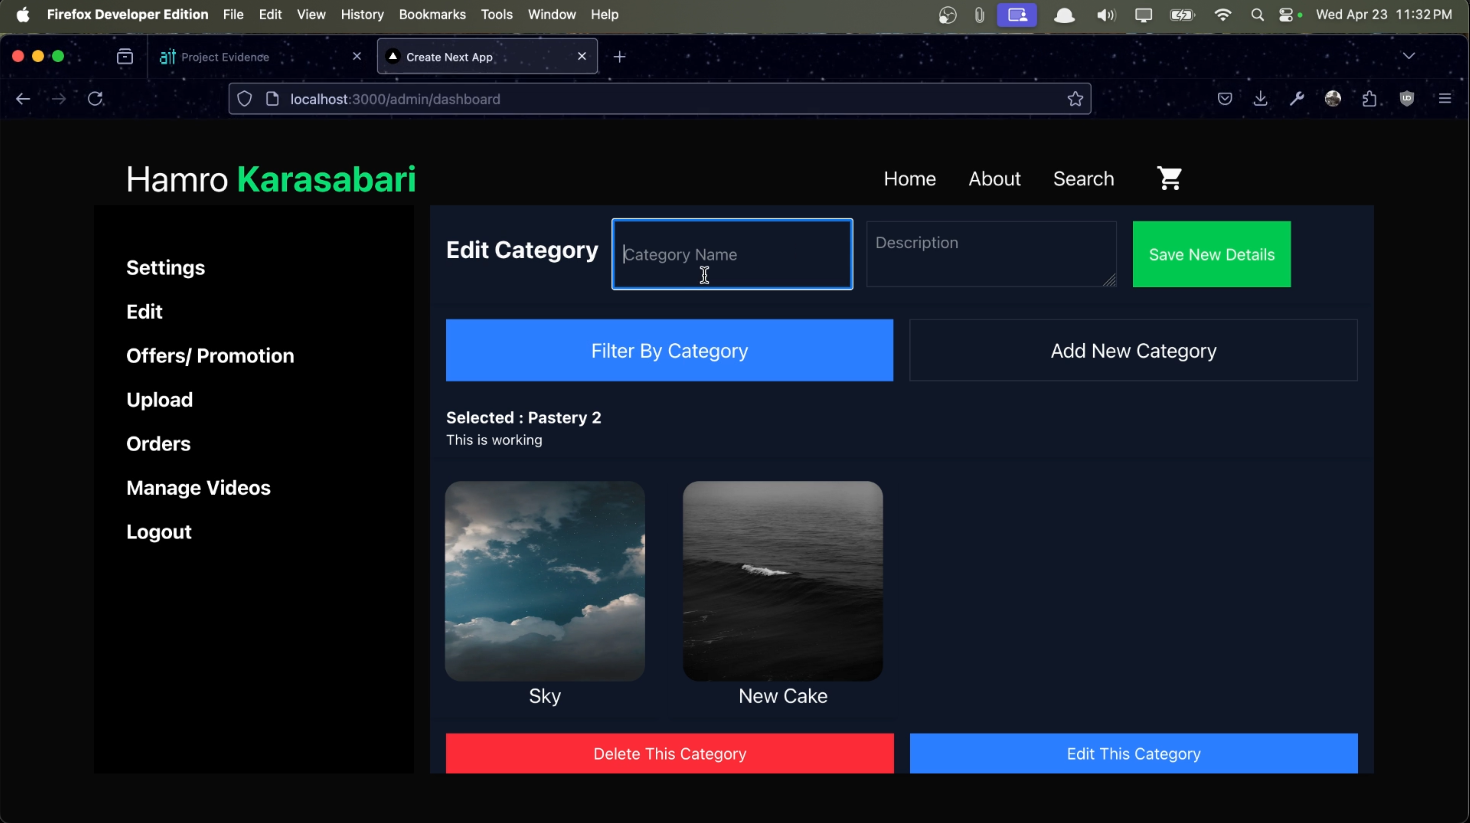 Firefox Developer Edition File Edit View History Bookmarks Tools Window Help Wed Apr 23 11:32 PM
ait Project Evidence Create Next App
localhost:3000/admin/dashboard
Hamro Karasabari
Home About Search
Settings
Edit
Offers/ Promotion
Upload
Orders
Manage Videos
Logout
Edit Category Category Name Description Save New Details
Filter By Category Add New Category
Selected : Pastery 2
This is working
Sky New Cake
Delete This Category Edit This Category